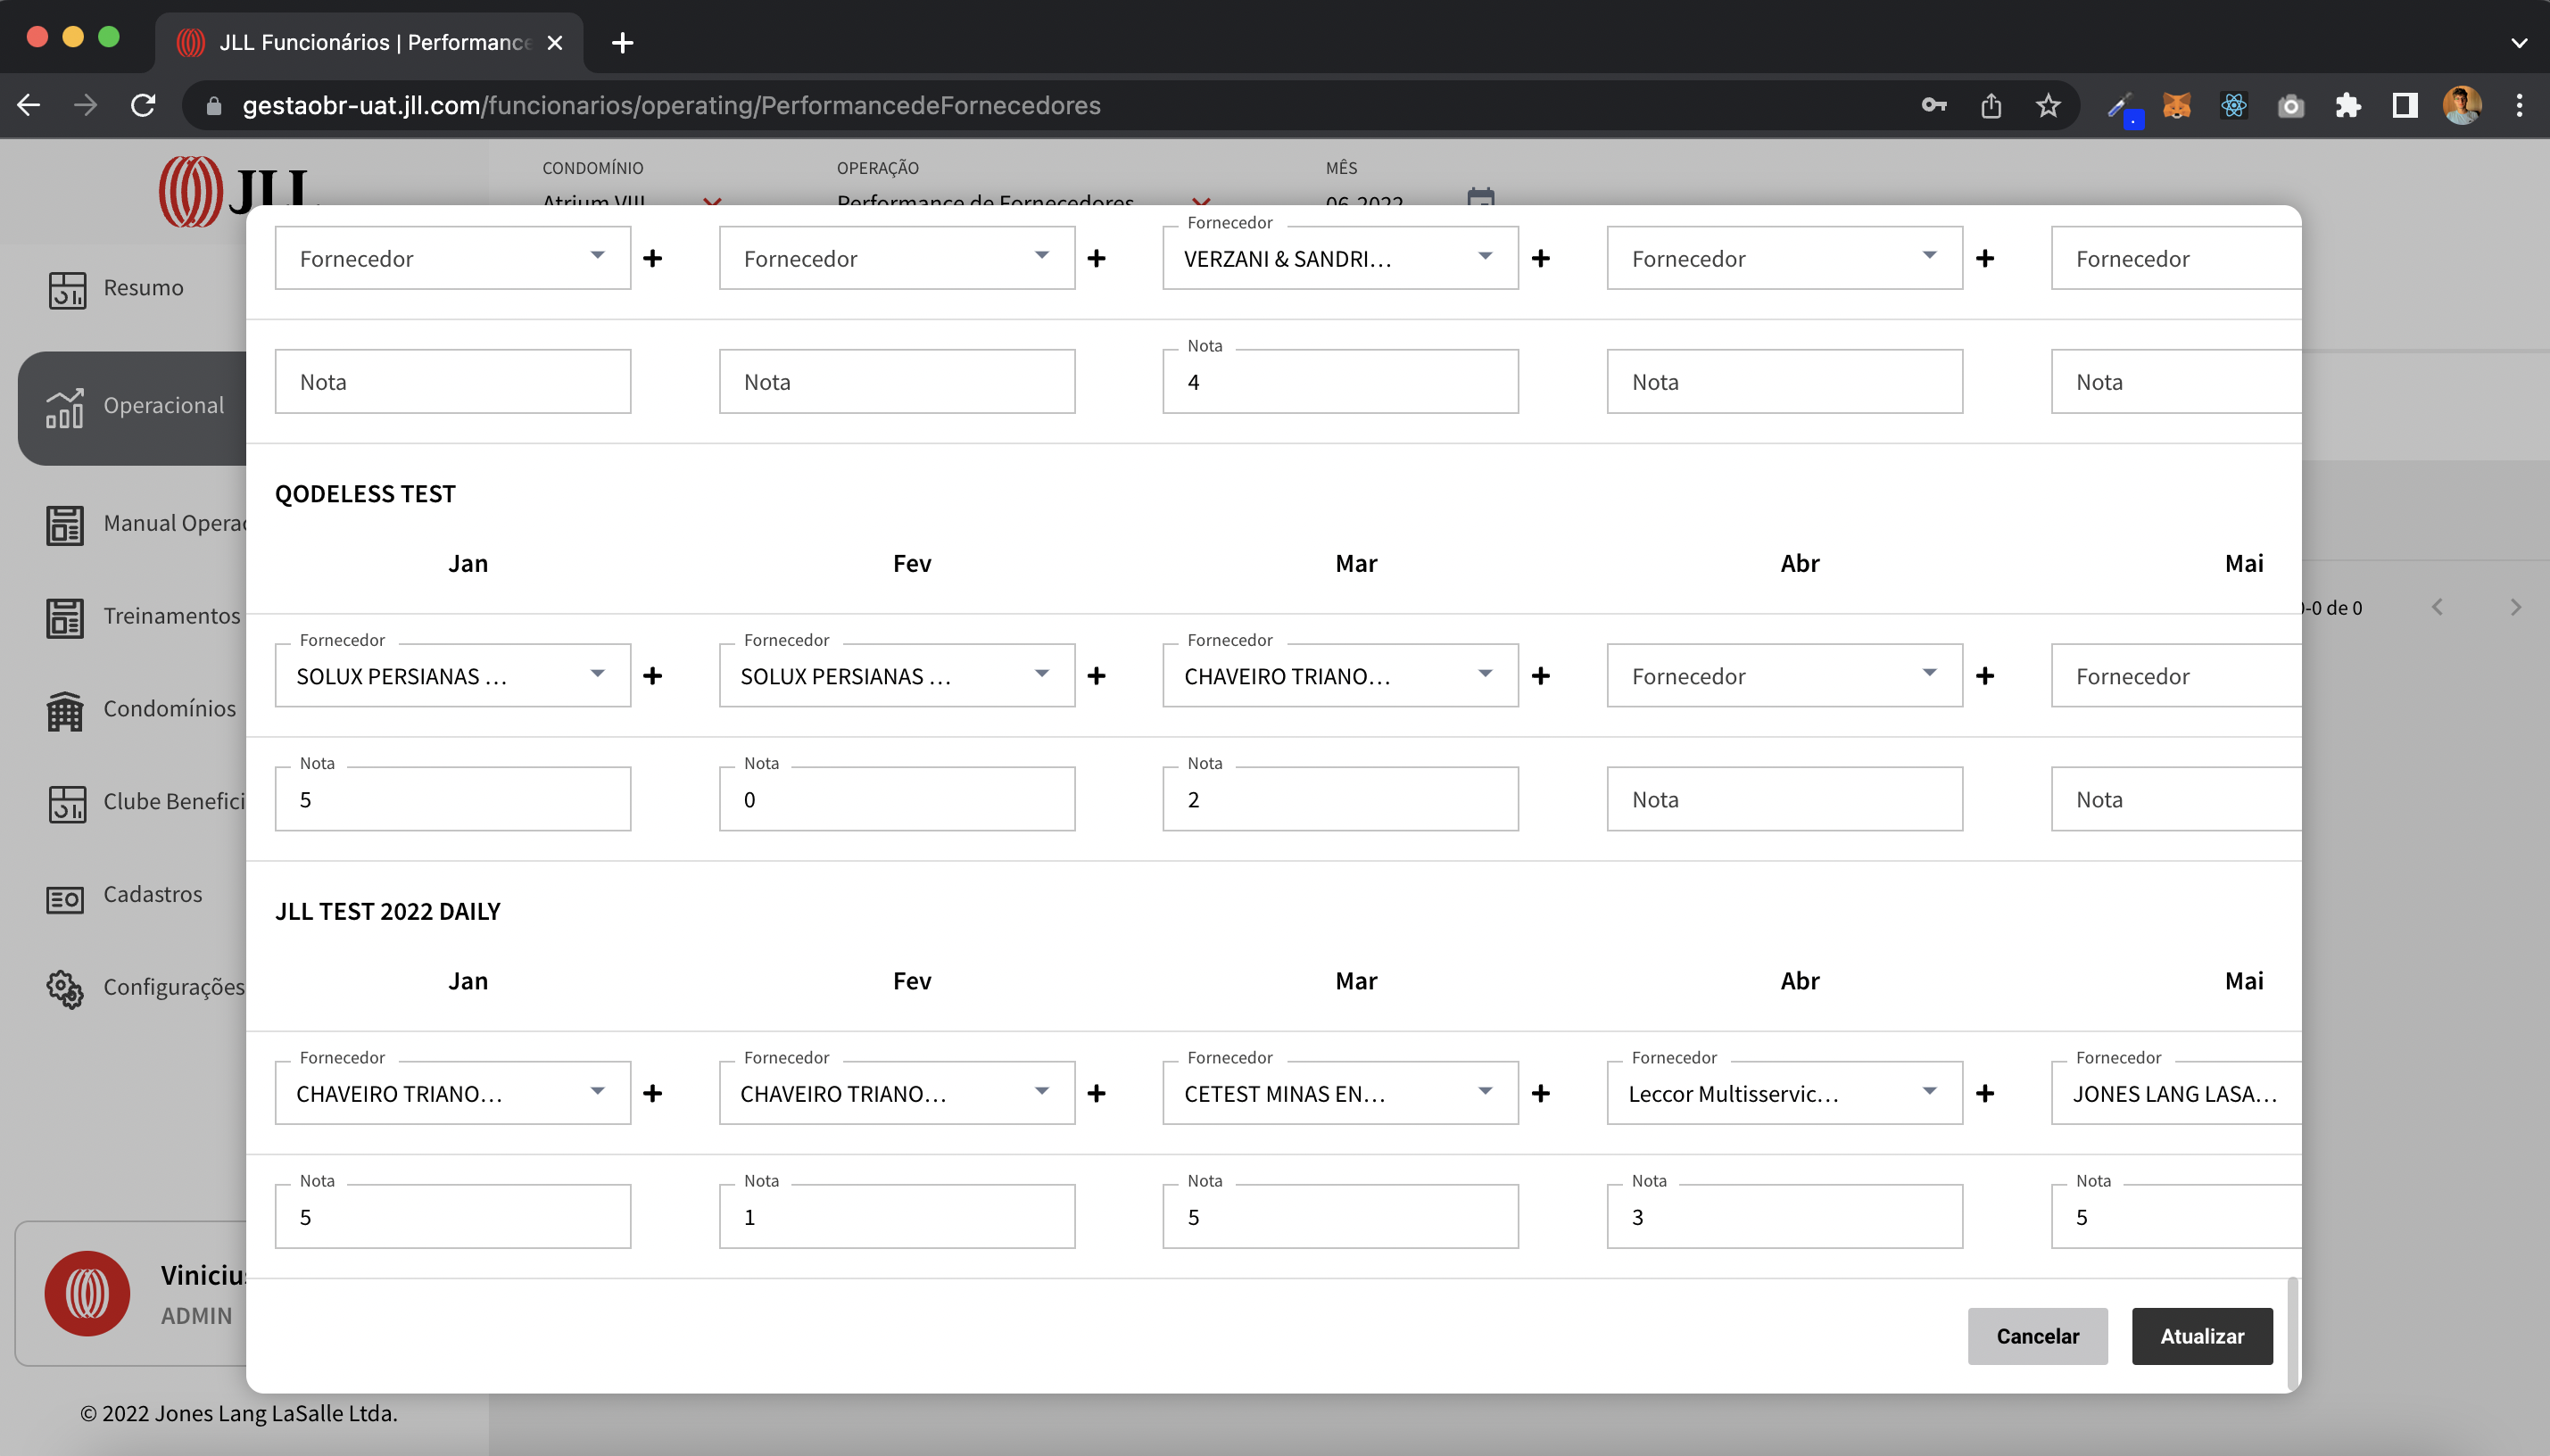 JLL Funcionários | Performance
gestaobr-uat.jll.com/funcionarios/operating/PerformancedeFornecedores
JLL
CONDOMÍNIO
OPERAÇÃO
MÊS
Atrium VIII
Performance de Fornecedores
06-2022
Resumo
Operacional
Manual Operac
Treinamentos
Condomínios
Clube Benefici
Cadastros
Configurações
Vinicius
ADMIN
© 2022 Jones Lang LaSalle Ltda.
Fornecedor
Fornecedor + Fornecedor + VERZANI & SANDRI... + Fornecedor + Fornecedor
Nota
Nota Nota 4 Nota Nota
QODELESS TEST
Jan Fev Mar Abr Mai
Fornecedor Fornecedor Fornecedor
SOLUX PERSIANAS ... + SOLUX PERSIANAS ... + CHAVEIRO TRIANO... + Fornecedor + Fornecedor
Nota Nota Nota
5 0 2 Nota Nota
JLL TEST 2022 DAILY
Jan Fev Mar Abr Mai
Fornecedor Fornecedor Fornecedor Fornecedor Fornecedor
CHAVEIRO TRIANO... + CHAVEIRO TRIANO... + CETEST MINAS EN... + Leccor Multisservic... + JONES LANG LASA...
Nota Nota Nota Nota Nota
5 1 5 3 5
Cancelar Atualizar
0-0 de 0